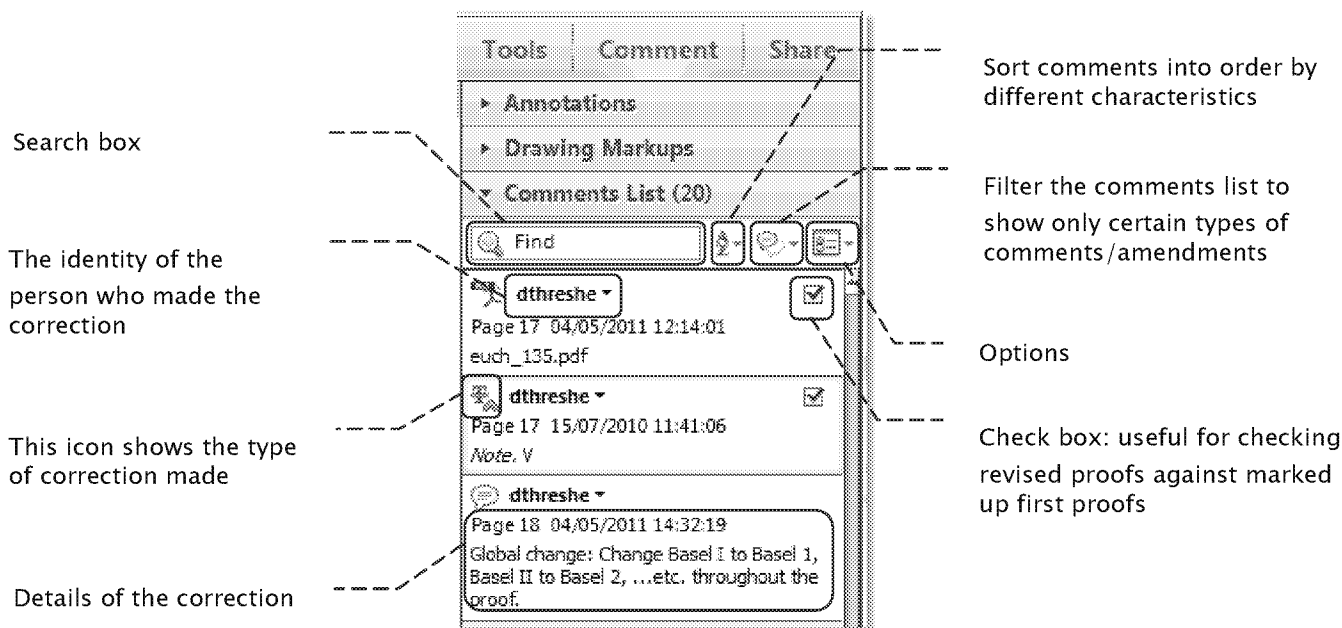 Tools Comment Share
Annotations
Drawing Markups
Comments List (20)
Find
dthreshe
Page 17 04/05/2011 12:14:01
euch_135.pdf
dthreshe
Page 17 15/07/2010 11:41:06
Note. V
dthreshe
Page 18 04/05/2011 14:32:19
Global change: Change Basel I to Basel 1,
Basel II to Basel 2, ...etc. throughout the
proof.
Search box
The identity of the
person who made the
correction
This icon shows the type
of correction made
Details of the correction
Sort comments into order by
different characteristics
Filter the comments list to
show only certain types of
comments/amendments
Options
Check box: useful for checking
revised proofs against marked
up first proofs